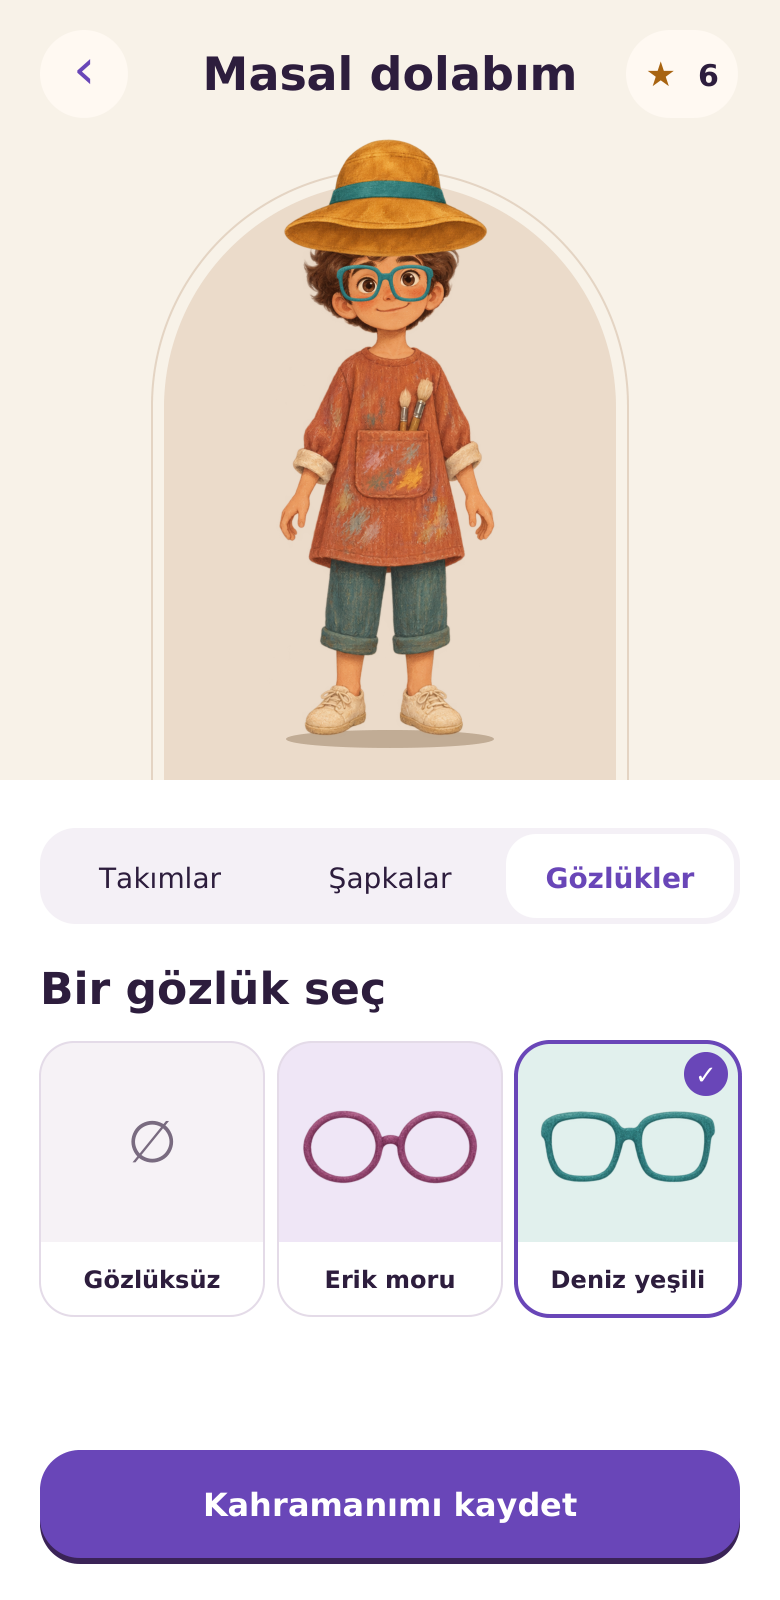 Masal dolabım
★ 6
Takımlar Şapkalar Gözlükler
Bir gözlük seç
Gözlüksüz Erik moru Deniz yeşili
Kahramanımı kaydet